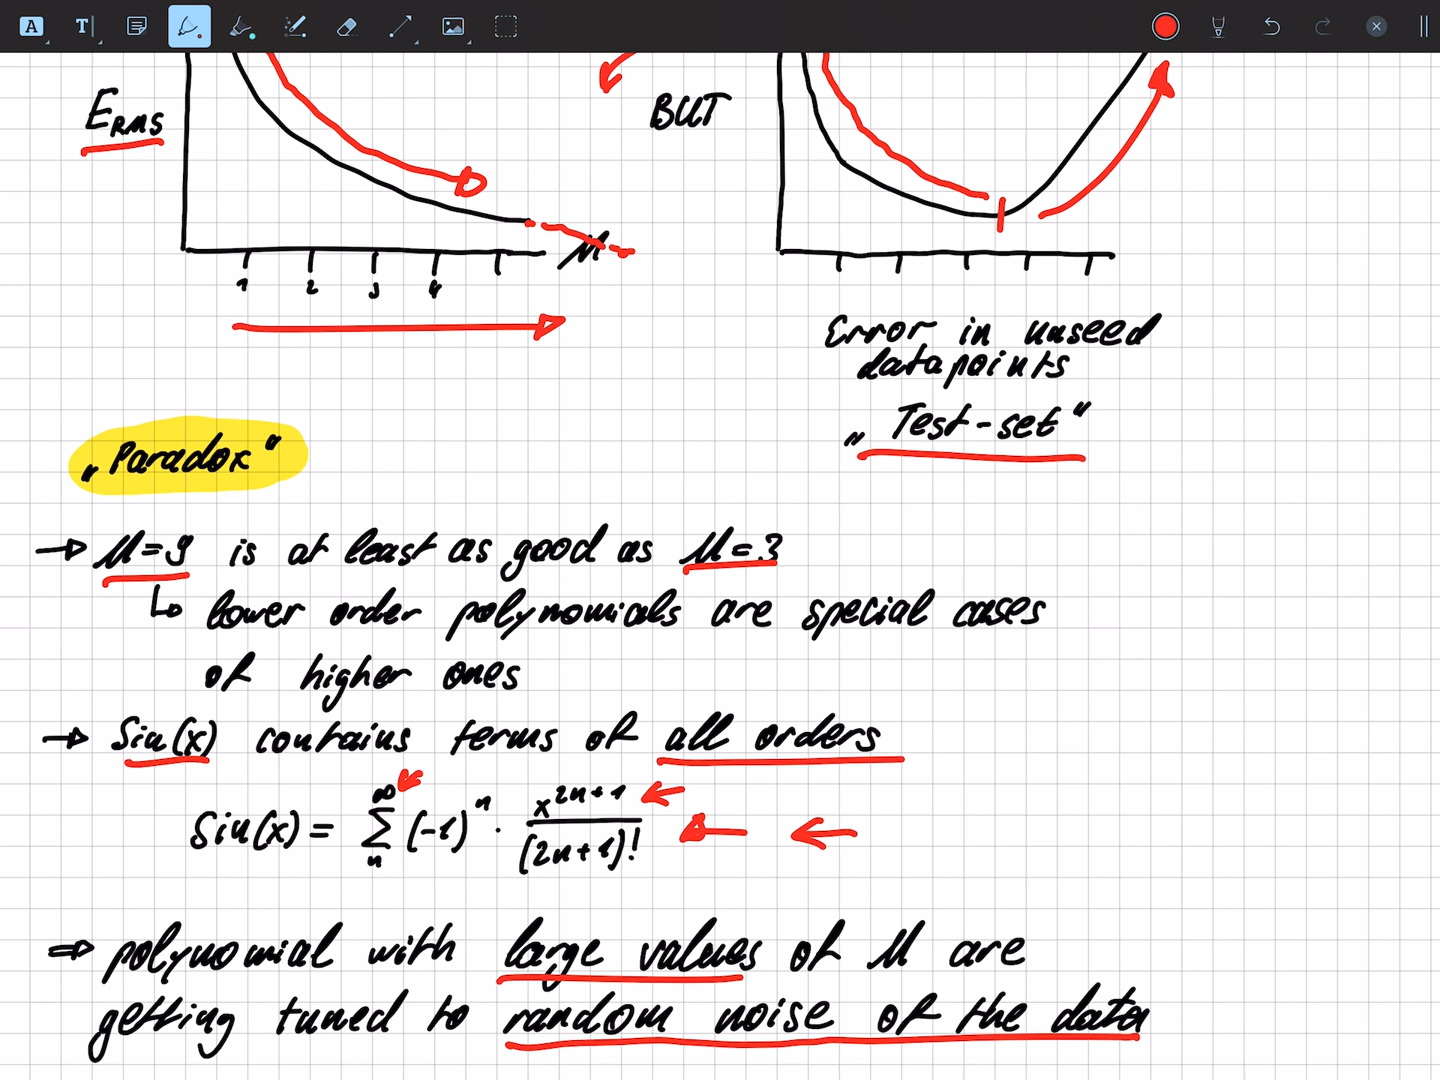 E_RMS
BUT
M
1 2 3 4
Error in unseed
datapoints
„Test-set“
„Paradox“
→ M=9 is at least as good as M=3
↳ lower order polynomials are special cases
of higher ones
→ Sin(x) contains terms of all orders
Sin(x) = ∑_n^∞ (-1)^n · x^{2n+1} / (2n+1)!
⇒ polynomial with large values of M are
getting tuned to random noise of the data